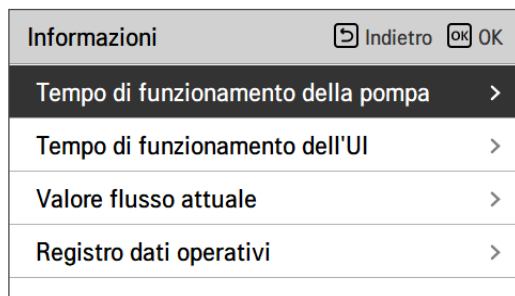 Informazioni Indietro OK OK
Tempo di funzionamento della pompa >
Tempo di funzionamento dell'UI >
Valore flusso attuale >
Registro dati operativi >